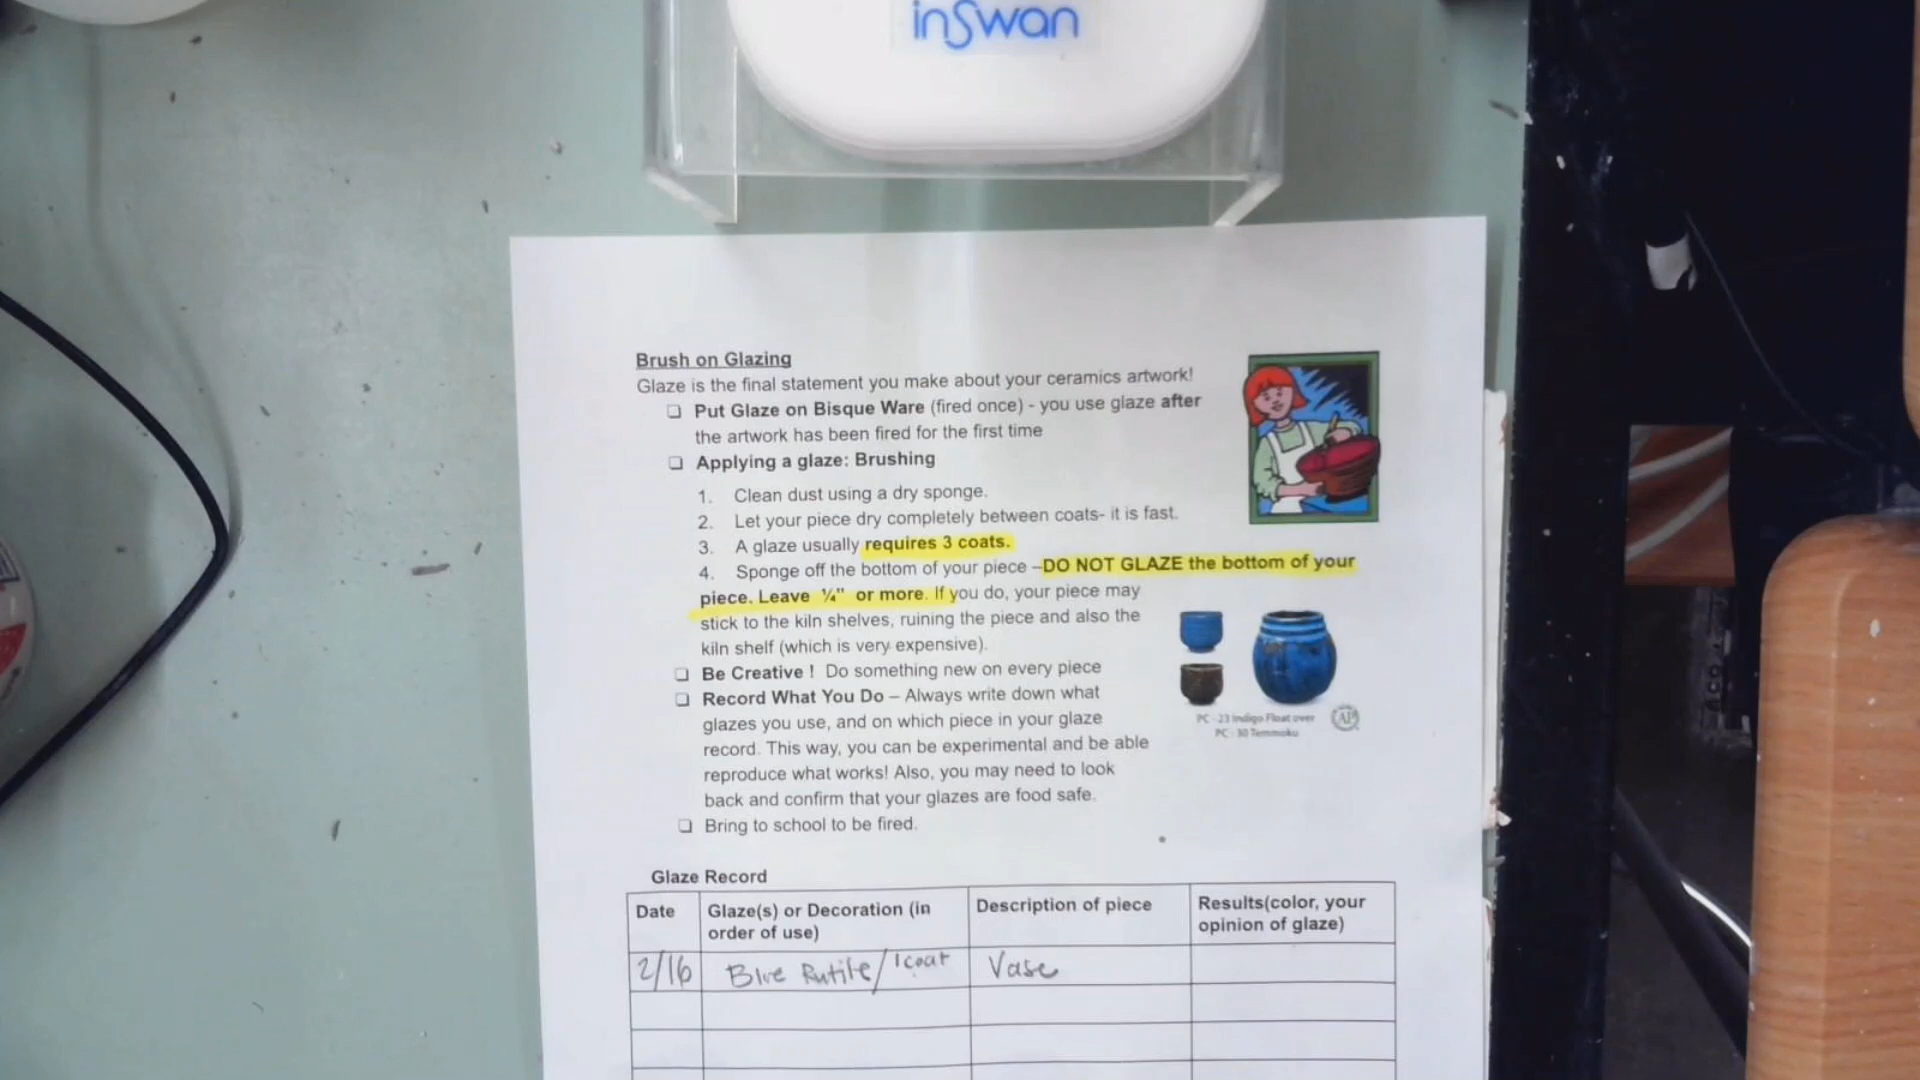 inSwan
Brush on Glazing
Glaze is the final statement you make about your ceramics artwork!
❏ Put Glaze on Bisque Ware (fired once) - you use glaze after
the artwork has been fired for the first time
❏ Applying a glaze: Brushing
1. Clean dust using a dry sponge.
2. Let your piece dry completely between coats- it is fast.
3. A glaze usually requires 3 coats.
4. Sponge off the bottom of your piece –DO NOT GLAZE the bottom of your
piece. Leave ¼" or more. If you do, your piece may
stick to the kiln shelves, ruining the piece and also the
kiln shelf (which is very expensive).
❏ Be Creative ! Do something new on every piece
❏ Record What You Do – Always write down what
glazes you use, and on which piece in your glaze
record. This way, you can be experimental and be able
reproduce what works! Also, you may need to look
back and confirm that your glazes are food safe.
❏ Bring to school to be fired.
PC - 23 Indigo Float over
PC - 30 Temmoku
AP
Glaze Record
Date
Glaze(s) or Decoration (in
order of use)
Description of piece
Results(color, your
opinion of glaze)
2/16 Blue Rutile/1 coat Vase